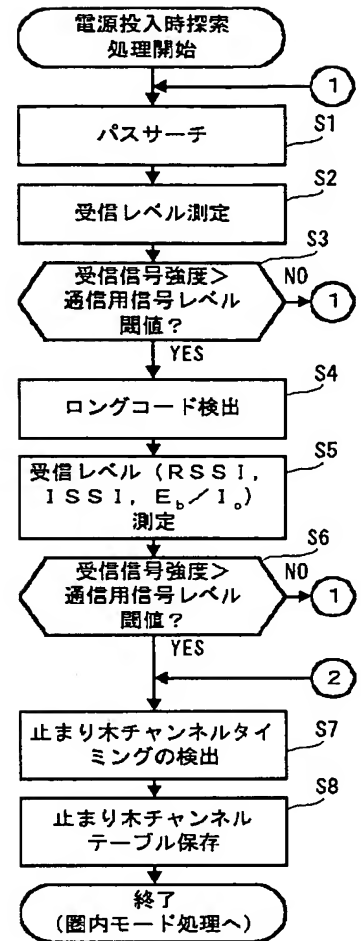 電源投入時探索
処理開始
1
S1
パスサーチ
S2
受信レベル測定
S3
受信信号強度>
通信用信号レベル
閾値?
NO
1
YES
S4
ロングコード検出
S5
受信レベル(RSSI,
ISSI,Eb/Io)
測定
S6
受信信号強度>
通信用信号レベル
閾値?
NO
1
YES
2
S7
止まり木チャンネルタイ
ミングの検出
S8
止まり木チャンネル
テーブル保存
終了
(圏内モード処理へ)